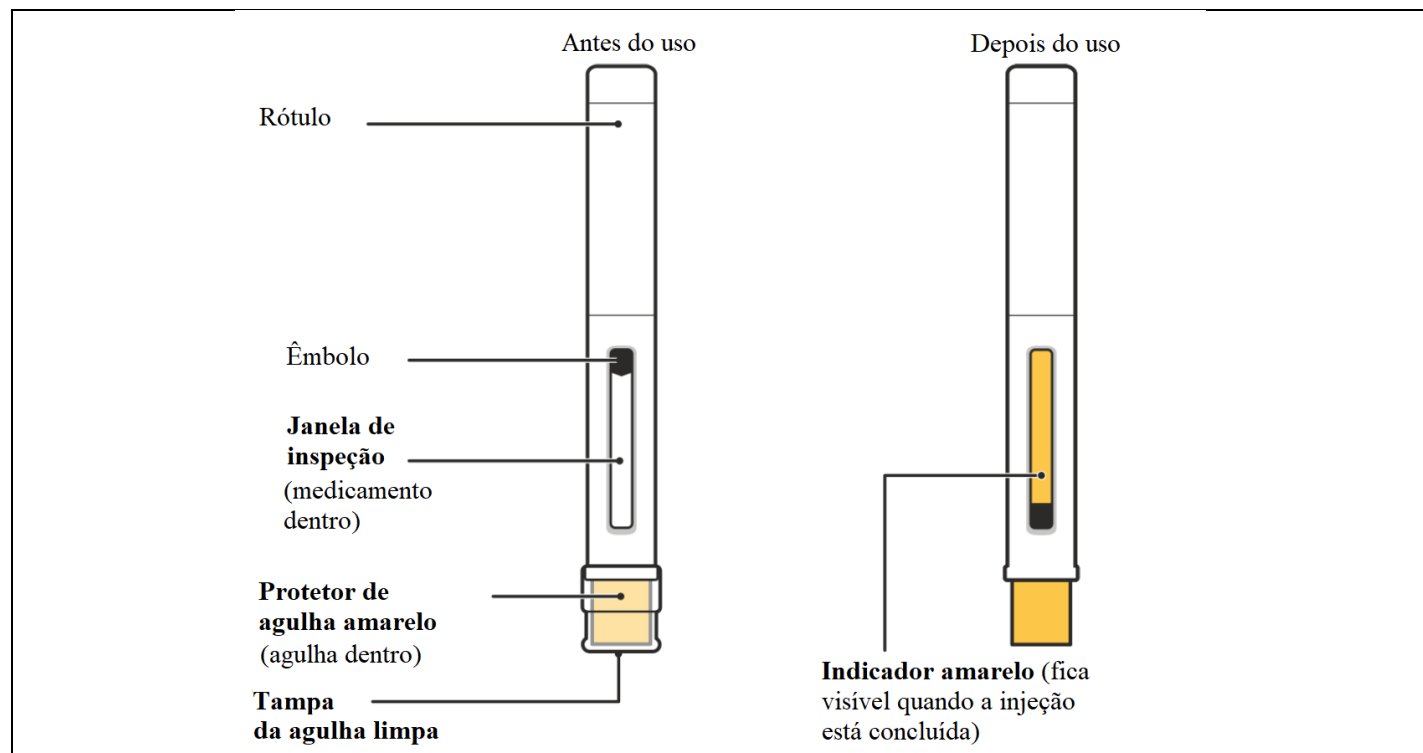 Antes do uso
Depois do uso
Rótulo
Êmbolo
Janela de
inspeção
(medicamento
dentro)
Protetor de
agulha amarelo
(agulha dentro)
Tampa
da agulha limpa
Indicador amarelo (fica
visível quando a injeção
está concluída)